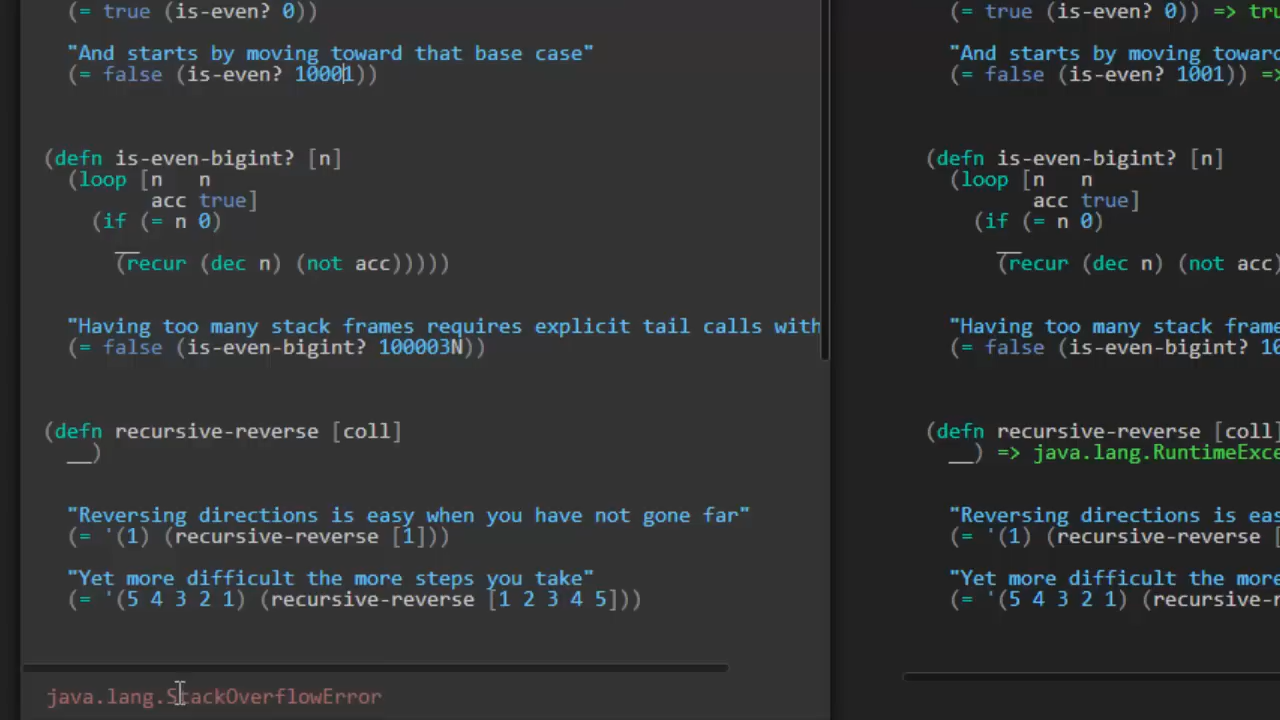 (= true (is-even? 0))
"And starts by moving toward that base case"
(= false (is-even? 10001))
(defn is-even-bigint? [n]
(loop [n n
acc true]
(if (= n 0)
__
(recur (dec n) (not acc)))))
"Having too many stack frames requires explicit tail calls with
(= false (is-even-bigint? 100003N))
(defn recursive-reverse [coll]
__)
"Reversing directions is easy when you have not gone far"
(= '(1) (recursive-reverse [1]))
"Yet more difficult the more steps you take"
(= '(5 4 3 2 1) (recursive-reverse [1 2 3 4 5]))
java.lang.StackOverflowError
(= true (is-even? 0)) => tru
"And starts by moving toward
(= false (is-even? 1001)) =>
(defn is-even-bigint? [n]
(loop [n n
acc true]
(if (= n 0)
__
(recur (dec n) (not acc)
"Having too many stack frame
(= false (is-even-bigint? 10
(defn recursive-reverse [coll]
__) => java.lang.RuntimeExce
"Reversing directions is eas
(= '(1) (recursive-reverse [
"Yet more difficult the more
(= '(5 4 3 2 1) (recursive-r